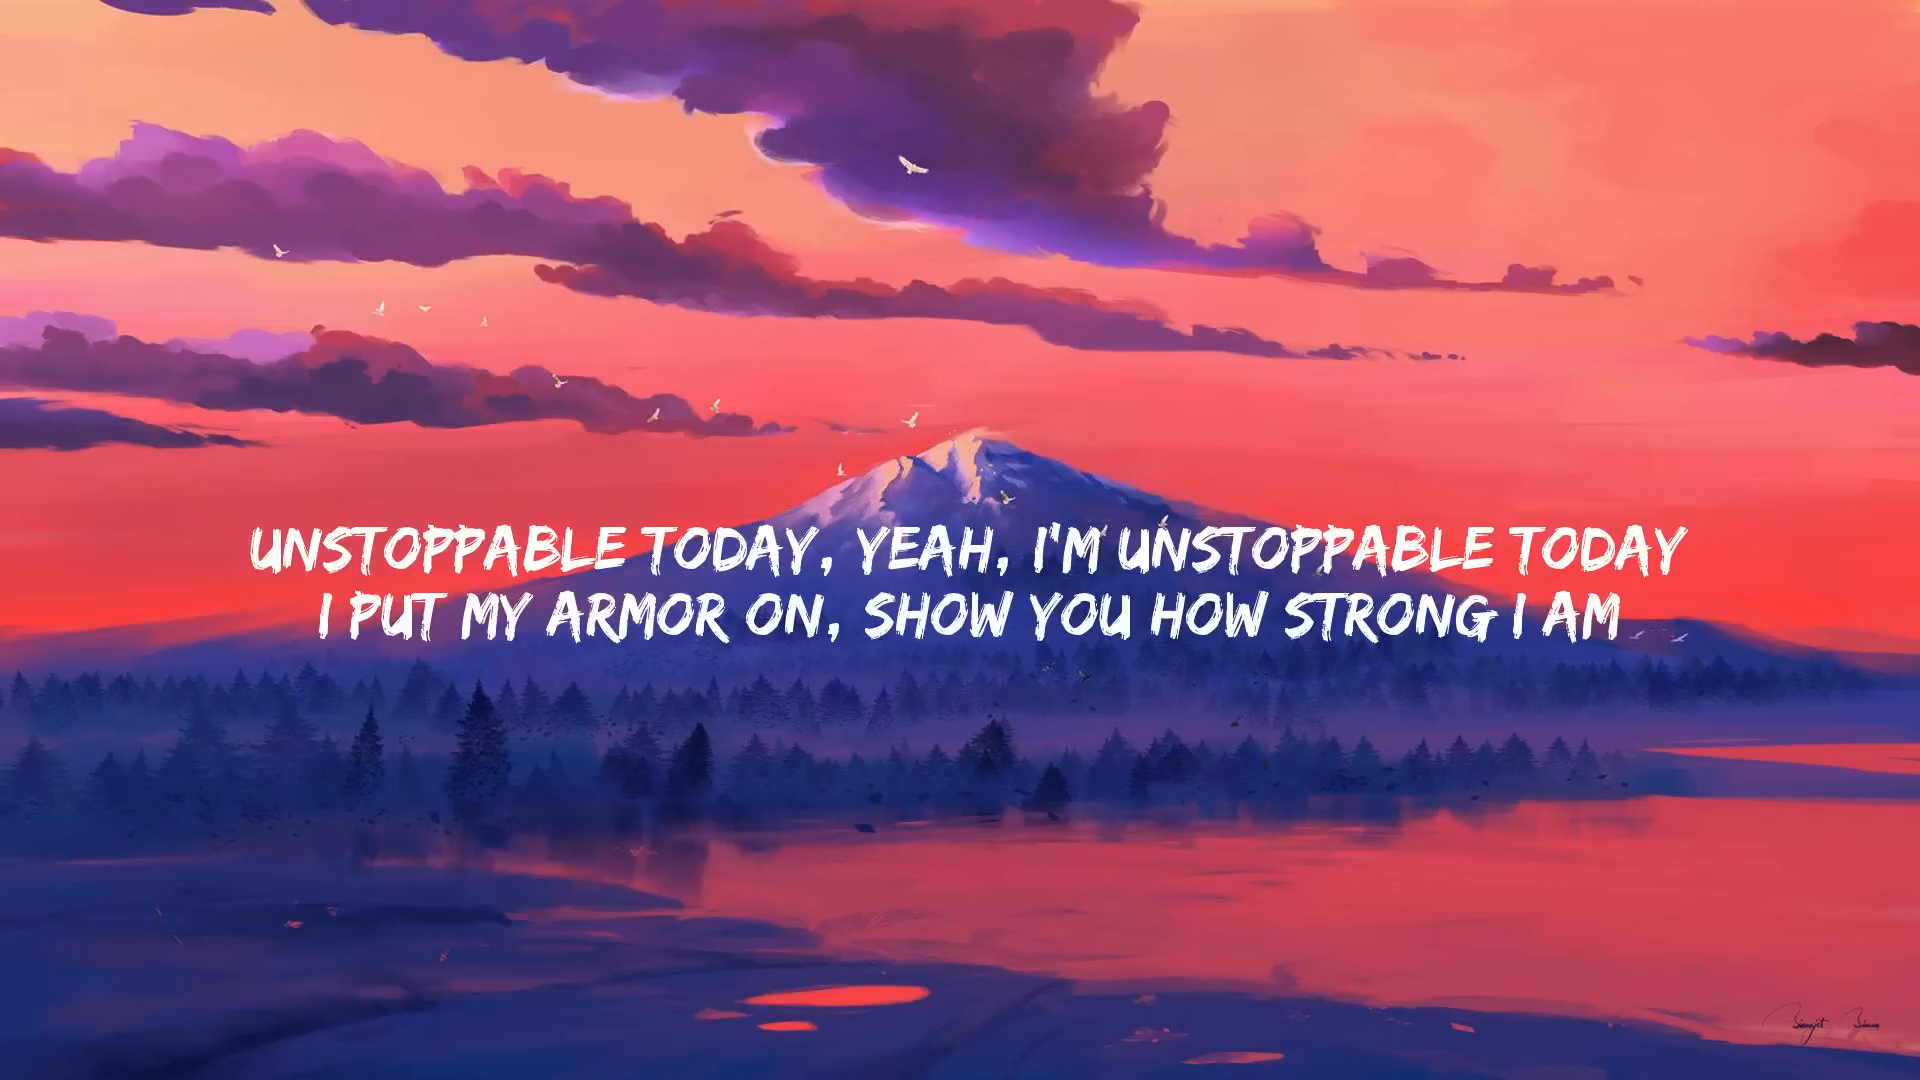 UNSTOPPABLE TODAY, YEAH, I'M UNSTOPPABLE TODAY
I PUT MY ARMOR ON, SHOW YOU HOW STRONG I AM